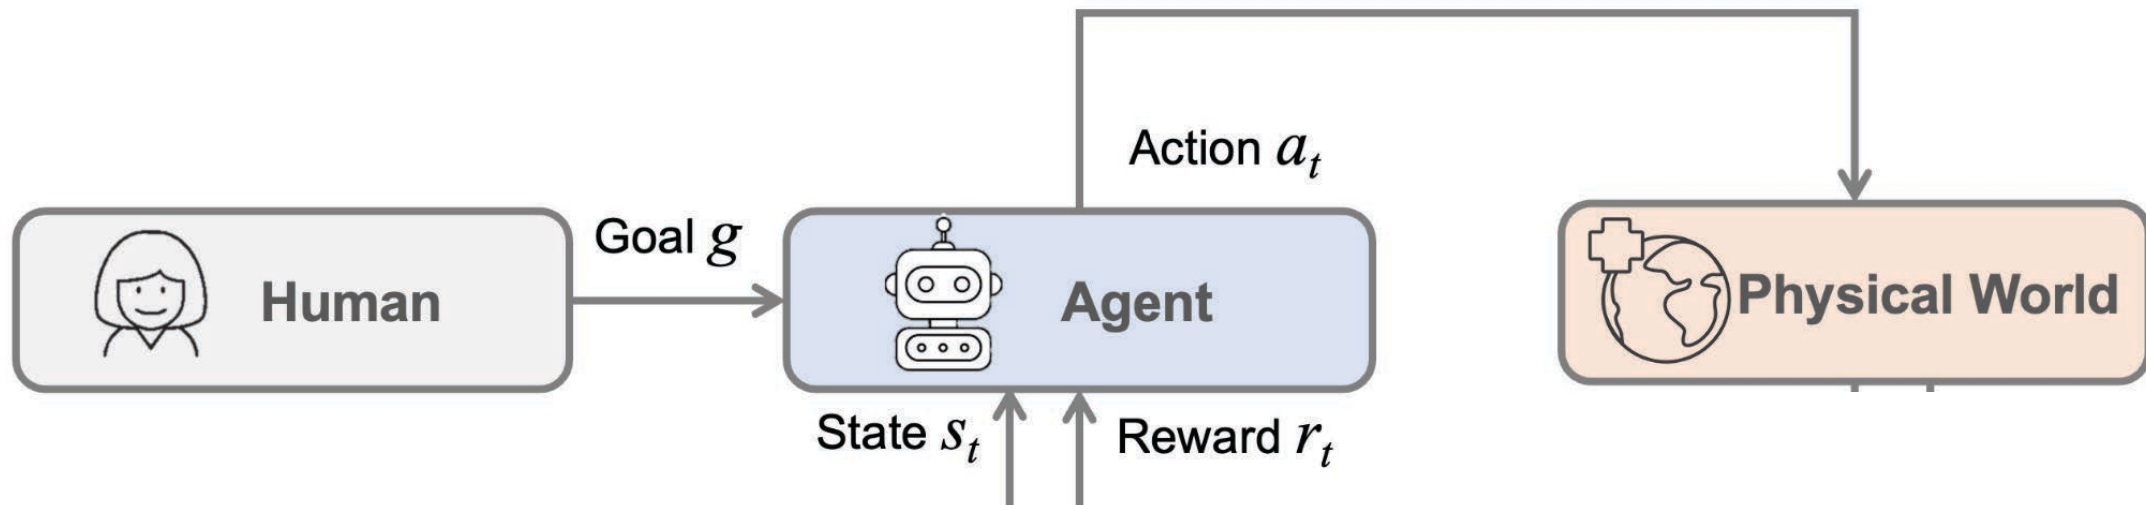 Action a_t
Goal g
Human
Agent
Physical World
State s_t
Reward r_t